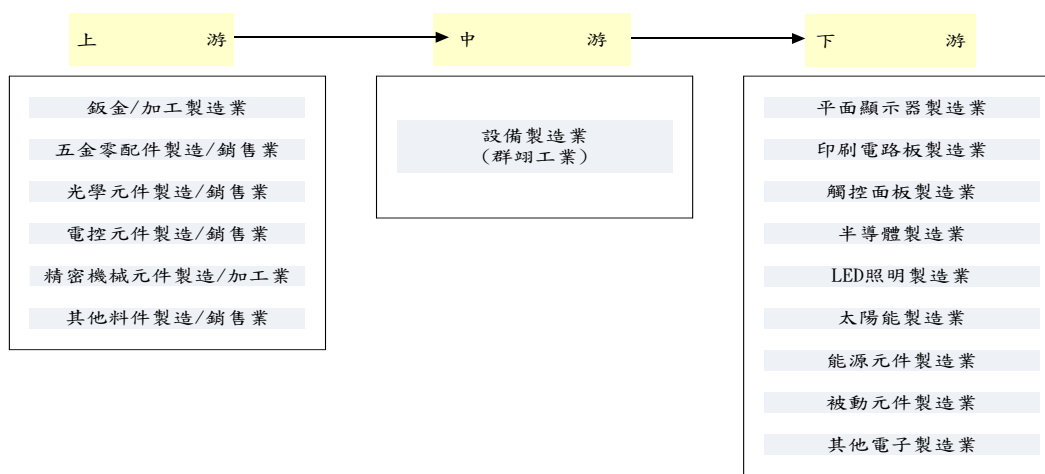 上 游
中 游
下 游
鈑金/加工製造業
五金零配件製造/銷售業
光學元件製造/銷售業
電控元件製造/銷售業
精密機械元件製造/加工業
其他料件製造/銷售業
設備製造業
(群翊工業)
平面顯示器製造業
印刷電路板製造業
觸控面板製造業
半導體製造業
LED照明製造業
太陽能製造業
能源元件製造業
被動元件製造業
其他電子製造業